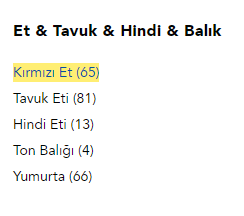 Et & Tavuk & Hindi & Balık
Kırmızı Et (65)
Tavuk Eti (81)
Hindi Eti (13)
Ton Balığı (4)
Yumurta (66)